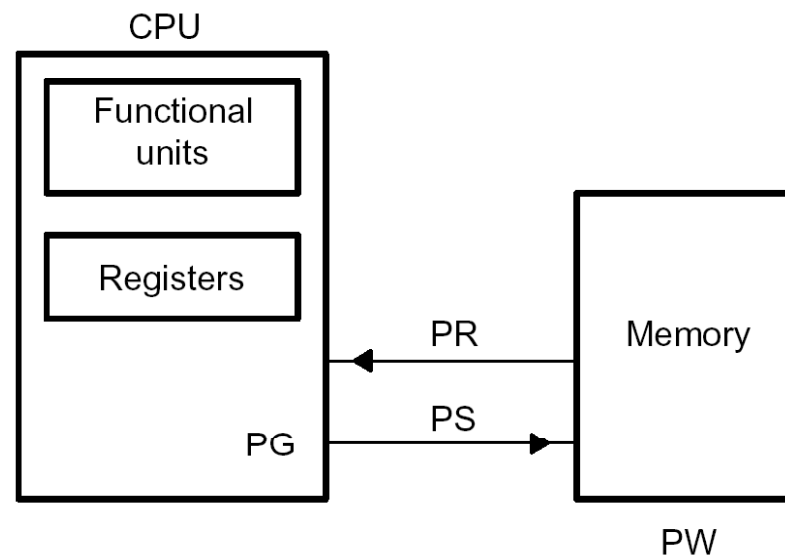 CPU
Functional
units
Registers
PR
Memory
PS
PG
PW